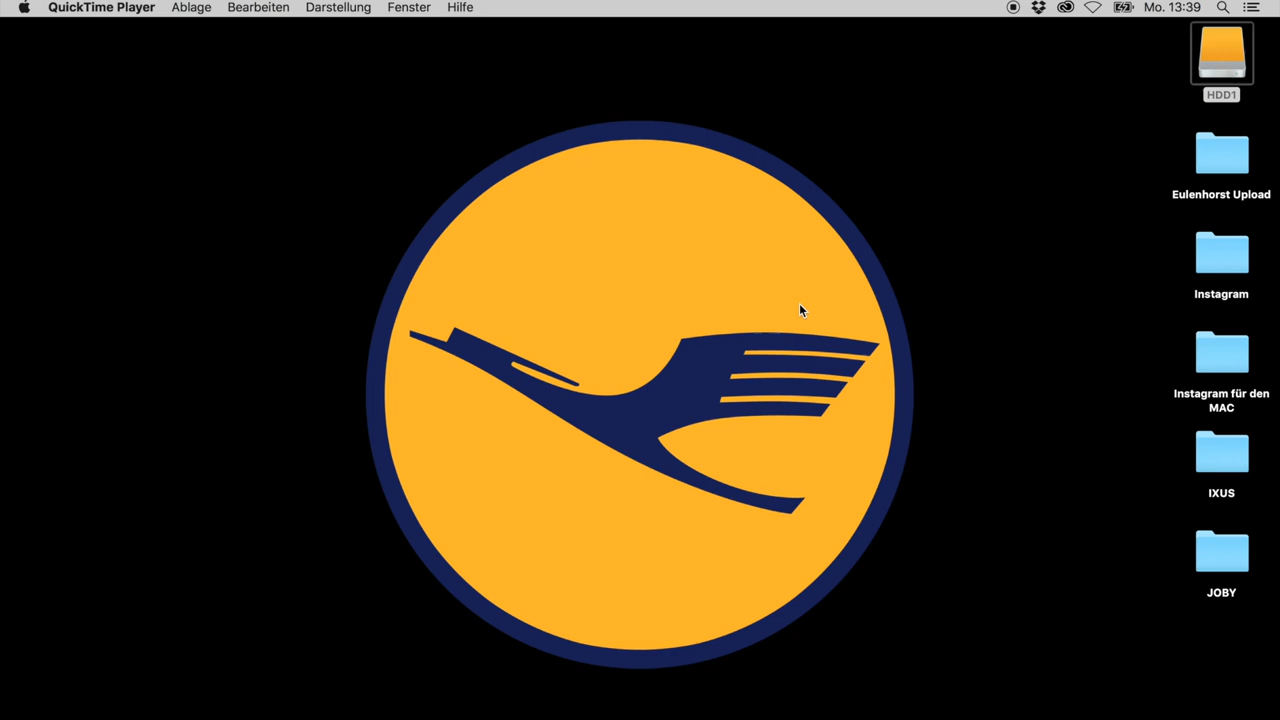 QuickTime Player Ablage Bearbeiten Darstellung Fenster Hilfe Mo. 13:39
HDD1
Eulenhorst Upload
Instagram
Instagram für den
MAC
IXUS
JOBY